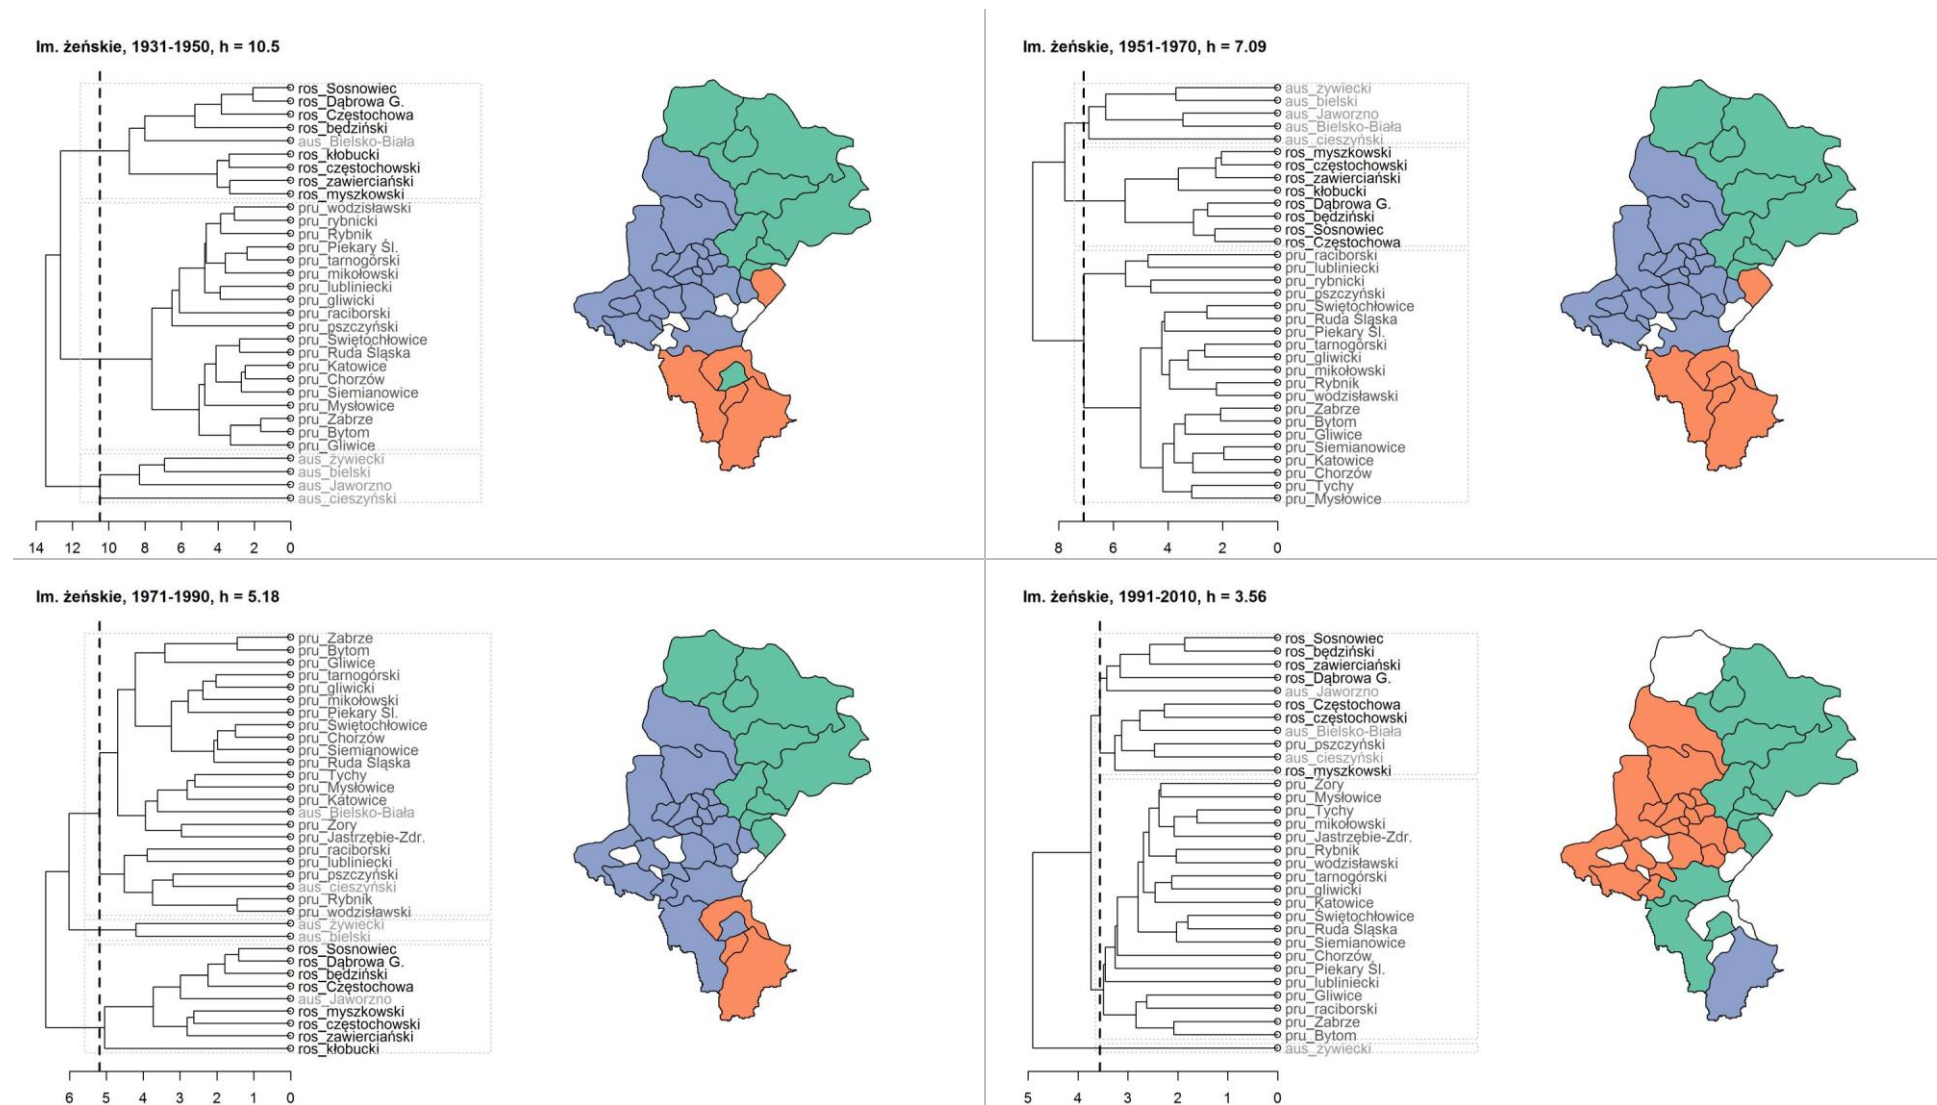 Im. żeńskie, 1931-1950, h = 10.5
ros_Sosnowiec
ros_Dąbrowa G.
ros_Częstochowa
ros_będziński
aus_Bielsko-Biała
ros_kłobucki
ros_częstochowski
ros_zawierciański
ros_myszkowski
pru_wodzisławski
pru_rybnicki
pru_Rybnik
pru_Piekary Śl.
pru_tarnogórski
pru_mikołowski
pru_lubliniecki
pru_gliwicki
pru_raciborski
pru_pszczyński
pru_Świętochłowice
pru_Ruda Śląska
pru_Katowice
pru_Chorzów
pru_Siemianowice
pru_Mysłowice
pru_Zabrze
pru_Bytom
pru_Gliwice
aus_żywiecki
aus_bielski
aus_Jaworzno
aus_cieszyński
14 12 10 8 6 4 2 0
Im. żeńskie, 1951-1970, h = 7.09
aus_żywiecki
aus_bielski
aus_Jaworzno
aus_Bielsko-Biała
aus_cieszyński
ros_myszkowski
ros_częstochowski
ros_zawierciański
ros_kłobucki
ros_Dąbrowa G.
ros_będziński
ros_Sosnowiec
ros_Częstochowa
pru_raciborski
pru_lubliniecki
pru_rybnicki
pru_pszczyński
pru_Świętochłowice
pru_Ruda Śląska
pru_Piekary Śl.
pru_tarnogórski
pru_gliwicki
pru_mikołowski
pru_Rybnik
pru_wodzisławski
pru_Zabrze
pru_Bytom
pru_Gliwice
pru_Siemianowice
pru_Katowice
pru_Chorzów
pru_Tychy
pru_Mysłowice
8 6 4 2 0
Im. żeńskie, 1971-1990, h = 5.18
pru_Zabrze
pru_Bytom
pru_Gliwice
pru_tarnogórski
pru_gliwicki
pru_mikołowski
pru_Piekary Śl.
pru_Świętochłowice
pru_Chorzów
pru_Siemianowice
pru_Ruda Śląska
pru_Tychy
pru_Mysłowice
pru_Katowice
aus_Bielsko-Biała
pru_Żory
pru_Jastrzębie-Zdr.
pru_raciborski
pru_lubliniecki
pru_pszczyński
aus_cieszyński
pru_Rybnik
pru_wodzisławski
aus_żywiecki
aus_bielski
ros_Sosnowiec
ros_Dąbrowa G.
ros_będziński
ros_Częstochowa
aus_Jaworzno
ros_myszkowski
ros_częstochowski
ros_zawierciański
ros_kłobucki
6 5 4 3 2 1 0
Im. żeńskie, 1991-2010, h = 3.56
ros_Sosnowiec
ros_będziński
ros_zawierciański
ros_Dąbrowa G.
aus_Jaworzno
ros_Częstochowa
ros_częstochowski
aus_Bielsko-Biała
pru_pszczyński
aus_cieszyński
ros_myszkowski
pru_Żory
pru_Mysłowice
pru_Tychy
pru_mikołowski
pru_Jastrzębie-Zdr.
pru_Rybnik
pru_wodzisławski
pru_tarnogórski
pru_gliwicki
pru_Katowice
pru_Świętochłowice
pru_Ruda Śląska
pru_Siemianowice
pru_Chorzów
pru_Piekary Śl.
pru_lubliniecki
pru_Gliwice
pru_raciborski
pru_Zabrze
pru_Bytom
aus_żywiecki
5 4 3 2 1 0